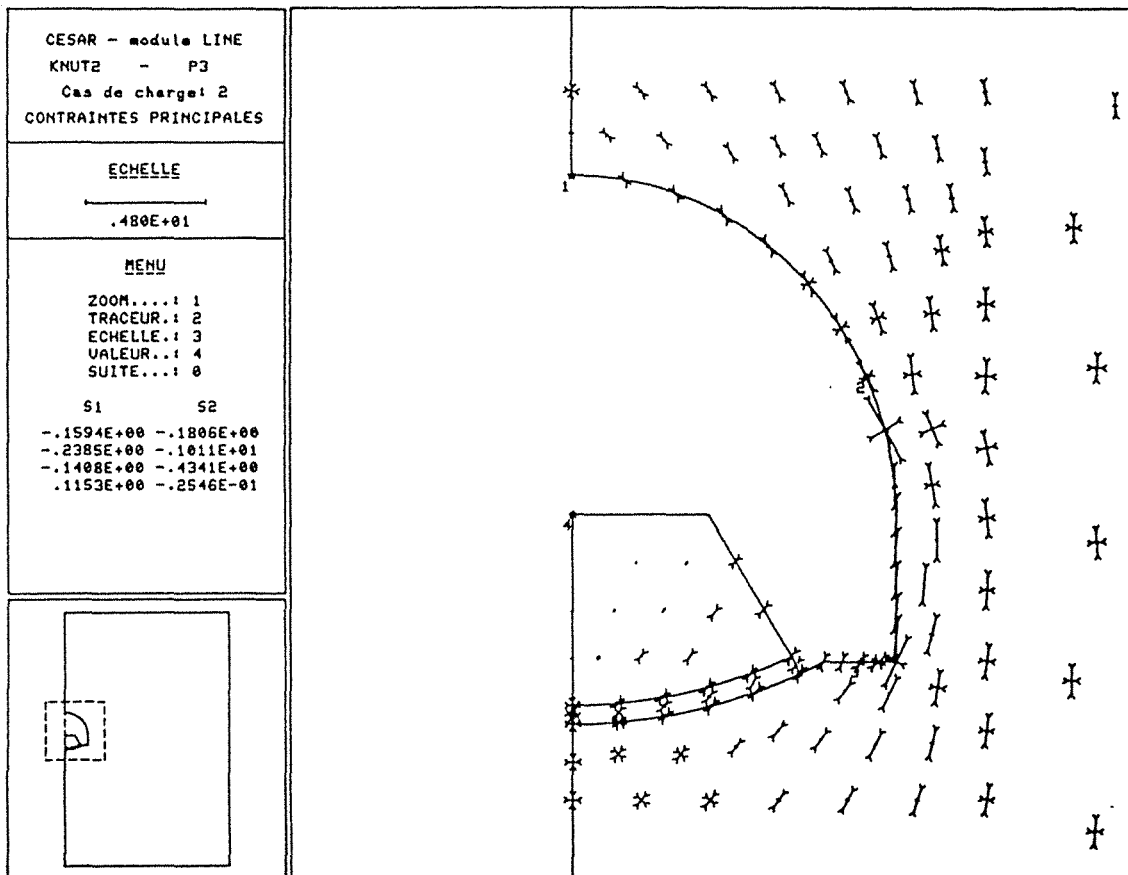 CESAR - module LINE
KNUT2 - P3
Cas de charge: 2
CONTRAINTES PRINCIPALES
ECHELLE
.480E+01
MENU
ZOOM....: 1
TRACEUR.: 2
ECHELLE.: 3
VALEUR..: 4
SUITE...: 0
S1 S2
-.1594E+00 -.1806E+00
-.2385E+00 -.1011E+01
-.1408E+00 -.4341E+00
.1153E+00 -.2546E-01
1
2
4
3